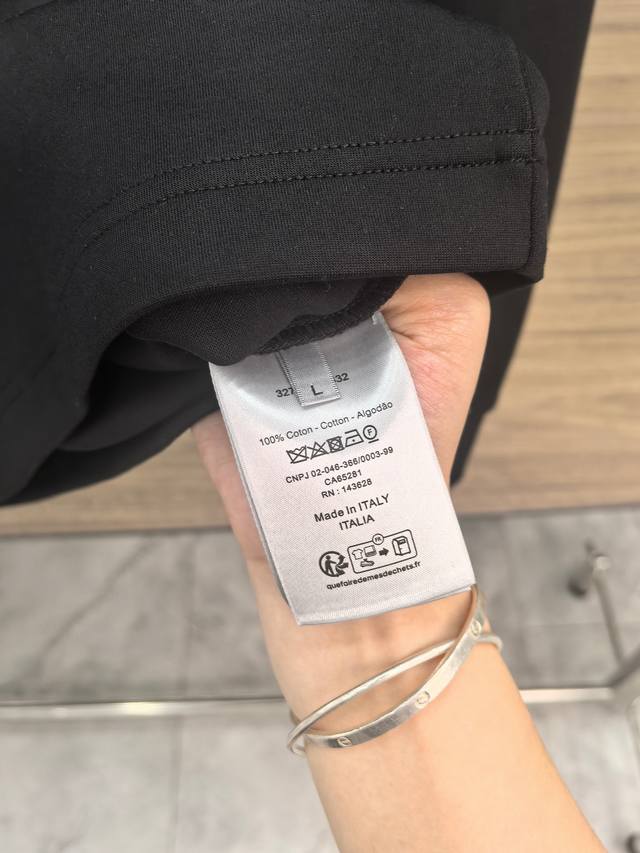 327 32
L
100% Coton - Cotton - Algodão
F
CNPJ 02-046-366/0003-99
CA65281
RN : 143628
Made in ITALY
ITALIA
FR
quefairedemesdechets.fr